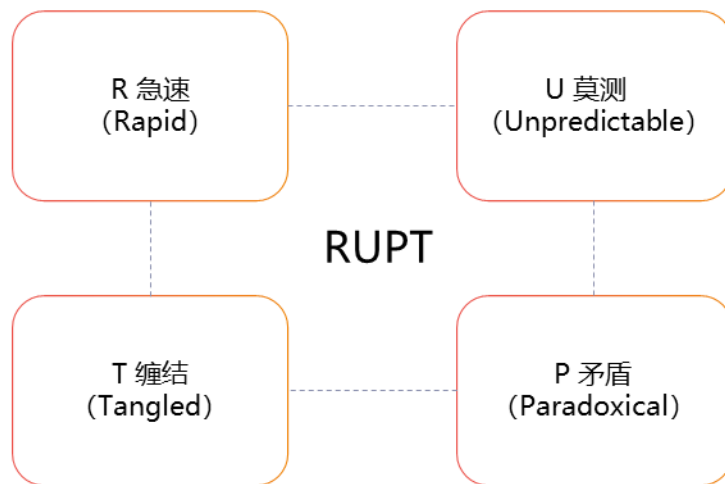 R 急速
（Rapid）
U 莫测
（Unpredictable）
RUPT
T 缠结
（Tangled）
P 矛盾
（Paradoxical）